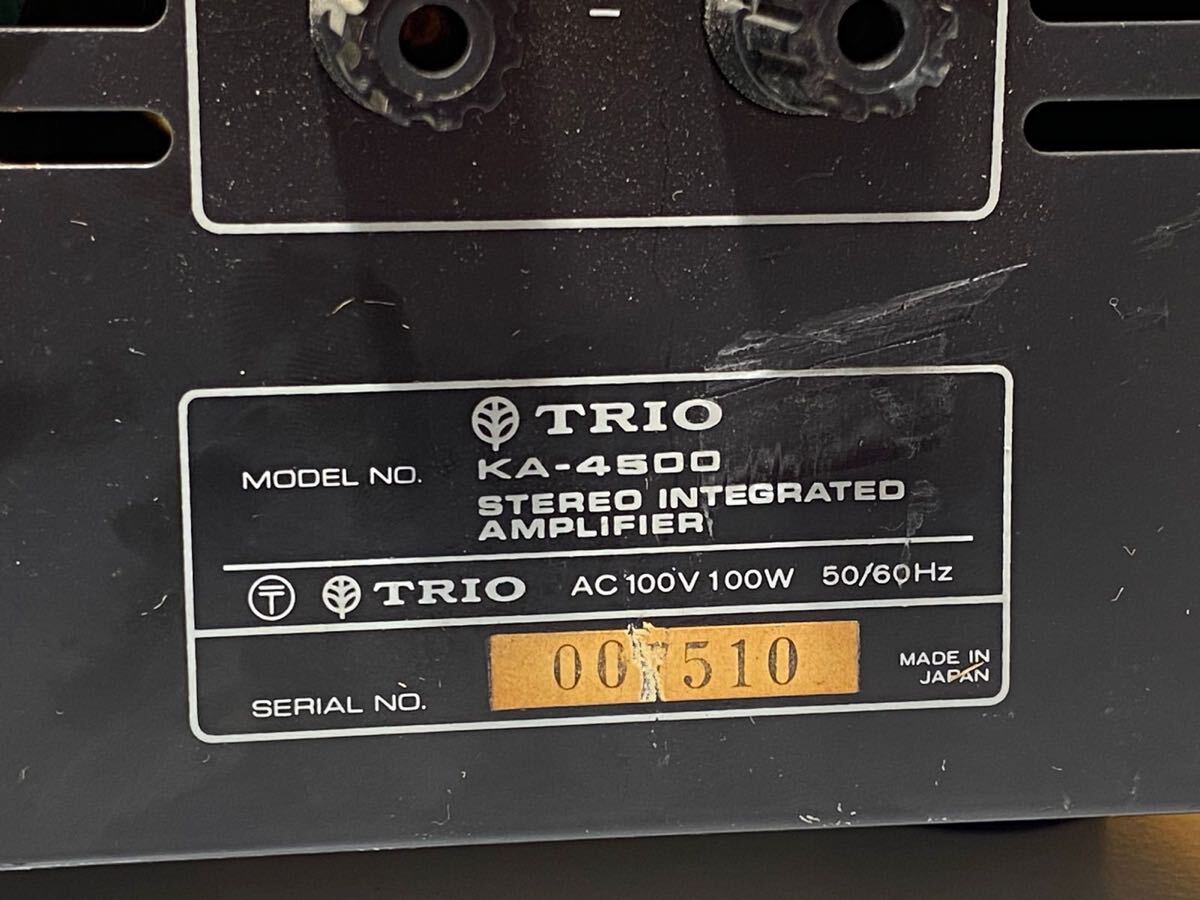 −
TRIO
MODEL NO. KA-4500
STEREO INTEGRATED
AMPLIFIER
〒 TRIO AC 100V 100W 50/60Hz
SERIAL NO.
MADE IN
JAPAN